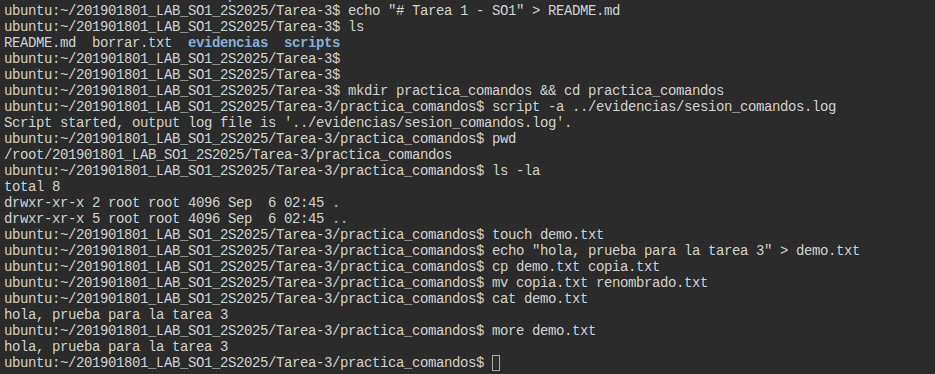 ubuntu:~/201901801_LAB_SO1_2S2025/Tarea-3$ echo "# Tarea 1 - SO1" > README.md
ubuntu:~/201901801_LAB_SO1_2S2025/Tarea-3$ ls
README.md  borrar.txt  evidencias  scripts
ubuntu:~/201901801_LAB_SO1_2S2025/Tarea-3$
ubuntu:~/201901801_LAB_SO1_2S2025/Tarea-3$
ubuntu:~/201901801_LAB_SO1_2S2025/Tarea-3$ mkdir practica_comandos && cd practica_comandos
ubuntu:~/201901801_LAB_SO1_2S2025/Tarea-3/practica_comandos$ script -a ../evidencias/sesion_comandos.log
Script started, output log file is '../evidencias/sesion_comandos.log'.
ubuntu:~/201901801_LAB_SO1_2S2025/Tarea-3/practica_comandos$ pwd
/root/201901801_LAB_SO1_2S2025/Tarea-3/practica_comandos
ubuntu:~/201901801_LAB_SO1_2S2025/Tarea-3/practica_comandos$ ls -la
total 8
drwxr-xr-x 2 root root 4096 Sep  6 02:45 .
drwxr-xr-x 5 root root 4096 Sep  6 02:45 ..
ubuntu:~/201901801_LAB_SO1_2S2025/Tarea-3/practica_comandos$ touch demo.txt
ubuntu:~/201901801_LAB_SO1_2S2025/Tarea-3/practica_comandos$ echo "hola, prueba para la tarea 3" > demo.txt
ubuntu:~/201901801_LAB_SO1_2S2025/Tarea-3/practica_comandos$ cp demo.txt copia.txt
ubuntu:~/201901801_LAB_SO1_2S2025/Tarea-3/practica_comandos$ mv copia.txt renombrado.txt
ubuntu:~/201901801_LAB_SO1_2S2025/Tarea-3/practica_comandos$ cat demo.txt
hola, prueba para la tarea 3
ubuntu:~/201901801_LAB_SO1_2S2025/Tarea-3/practica_comandos$ more demo.txt
hola, prueba para la tarea 3
ubuntu:~/201901801_LAB_SO1_2S2025/Tarea-3/practica_comandos$